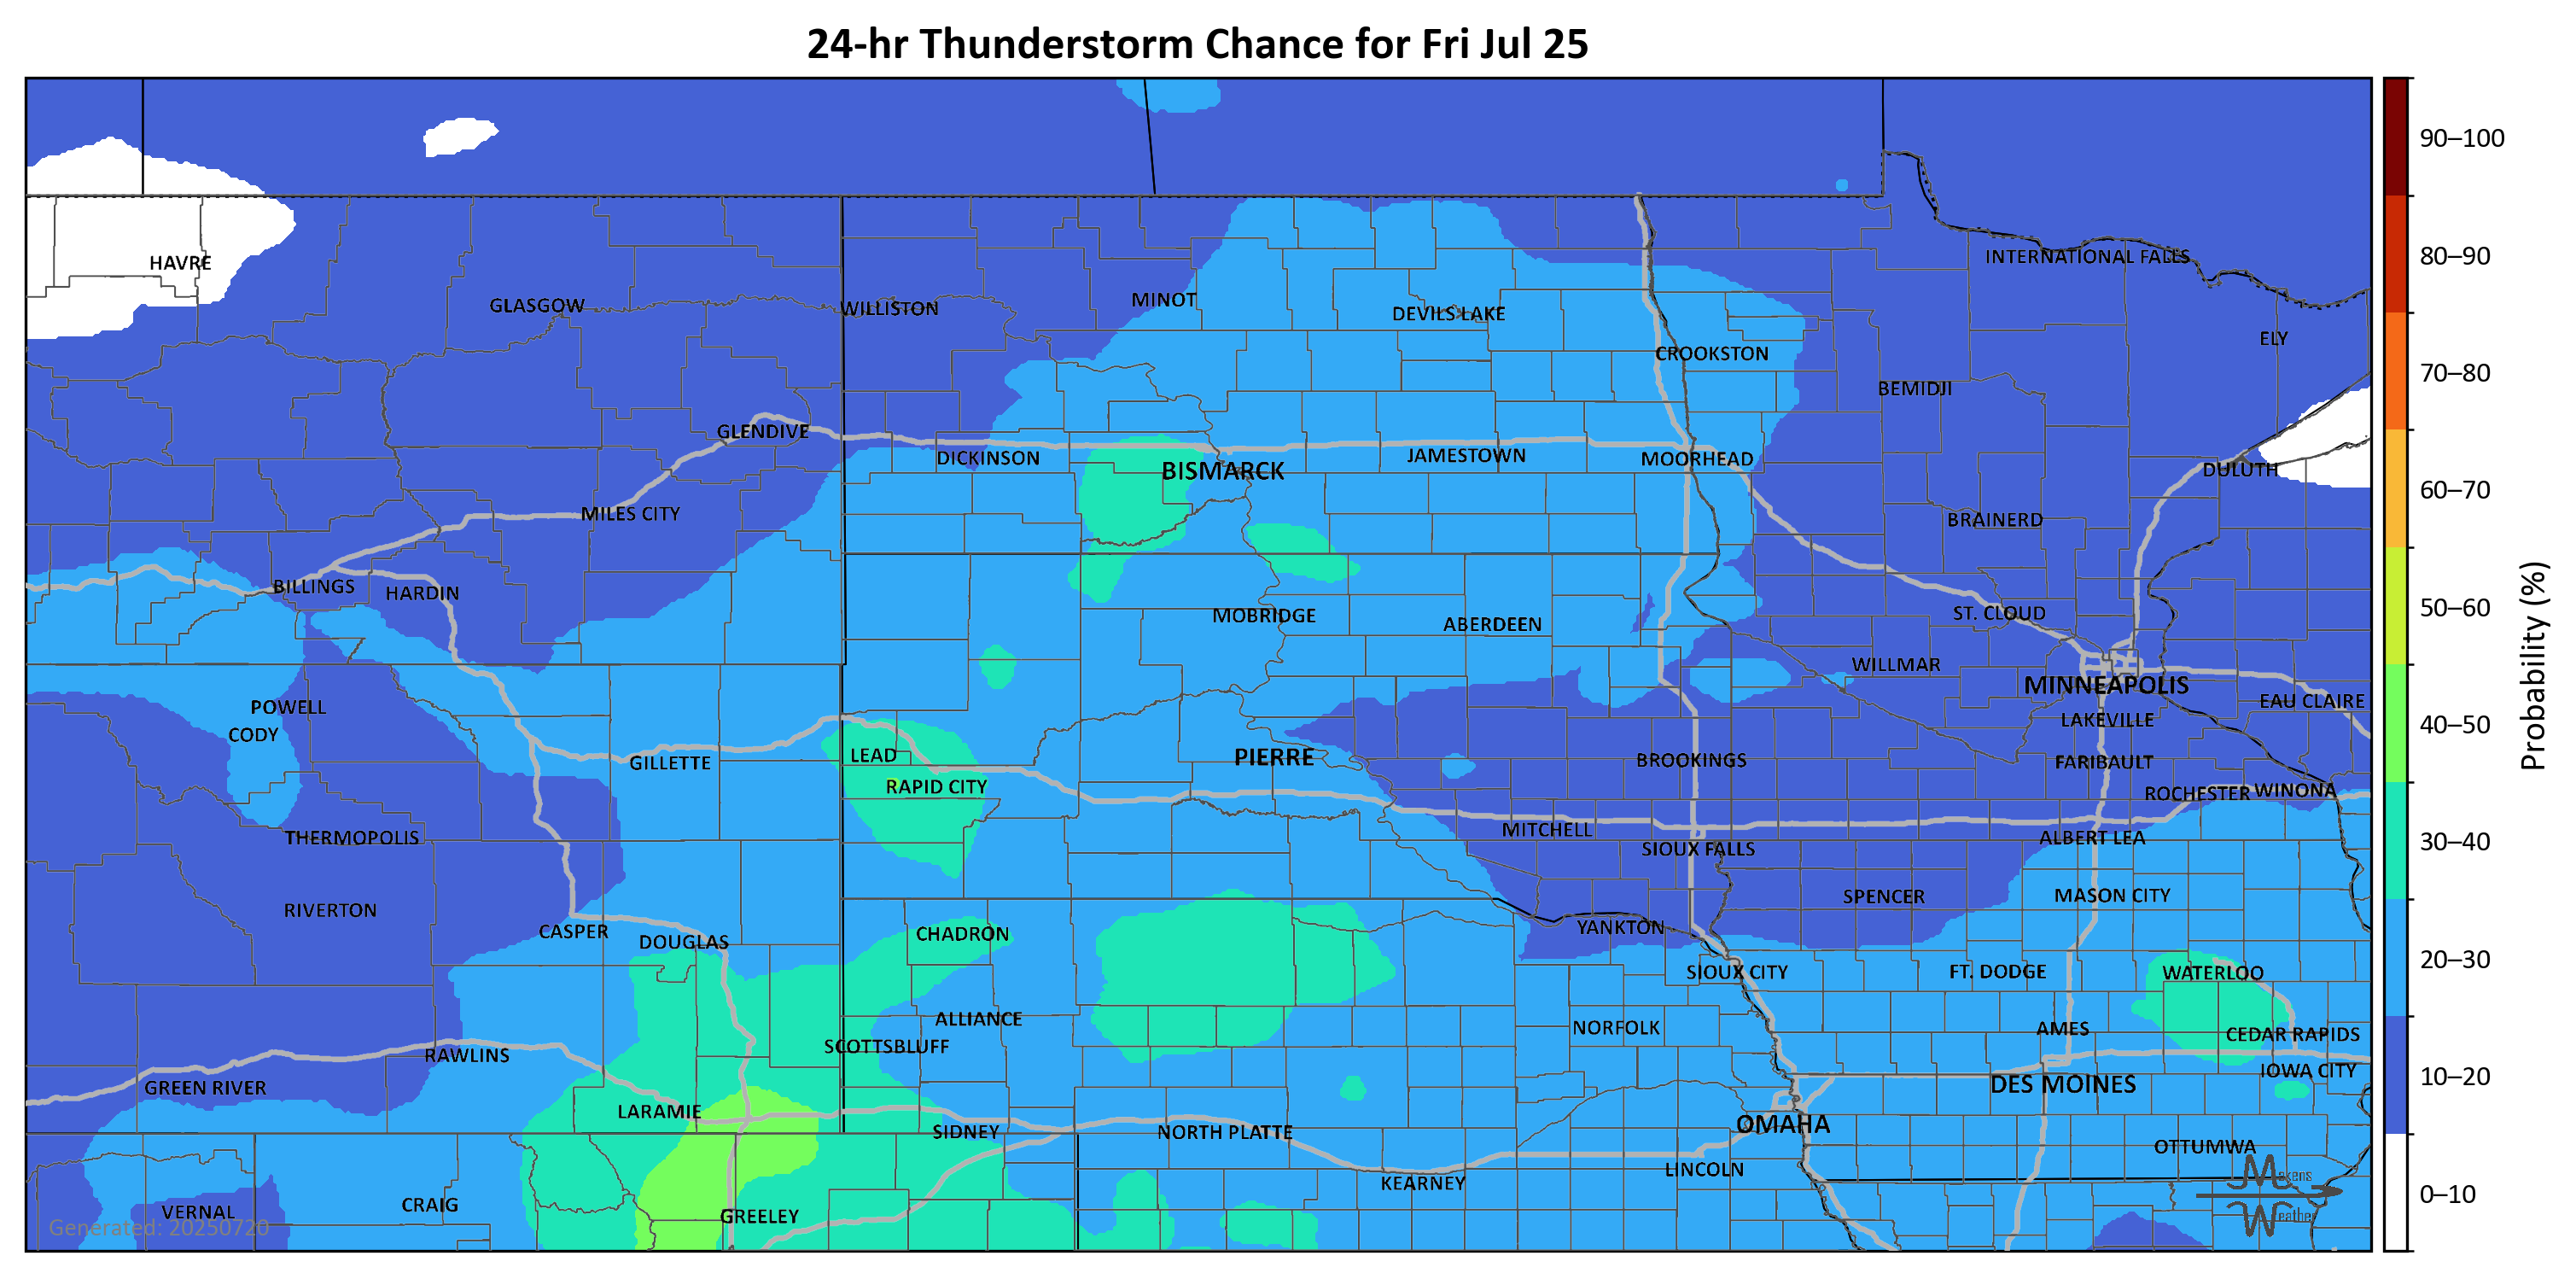 24-hr Thunderstorm Chance for Fri Jul 25
90–100
INTERNATIONAL FALLS
80–90
HAVRE
MINOT
GLASGOW
WILLISTON
DEVILS LAKE
ELY
CROOKSTON
70–80
BEMIDJI
GLENDIVE
DICKINSON
JAMESTOWN
MOORHEAD
BISMARCK
DULUTH
60–70
MILES CITY
BRAINERD
BILLINGS
HARDIN
50–60
MOBRIDGE
ABERDEEN
ST. CLOUD
WILLMAR
Probability (%)
MINNEAPOLIS
EAU CLAIRE
POWELL
LAKEVILLE
40–50
CODY
LEAD
PIERRE
BROOKINGS
GILLETTE
FARIBAULT
RAPID CITY
ROCHESTER
WINONA
THERMOPOLIS
MITCHELL
ALBERT LEA
30–40
SIOUX FALLS
RIVERTON
SPENCER
MASON CITY
CASPER
DOUGLAS
CHADRON
YANKTON
20–30
SIOUX CITY
FT. DODGE
WATERLOO
ALLIANCE
NORFOLK
AMES
CEDAR RAPIDS
SCOTTSBLUFF
RAWLINS
IOWA CITY
10–20
GREEN RIVER
DES MOINES
LARAMIE
OMAHA
SIDNEY
NORTH PLATTE
OTTUMWA
LINCOLN
KEARNEY
Makens
0–10
CRAIG
VERNAL
GREELEY
Weather
Generated: 20250720